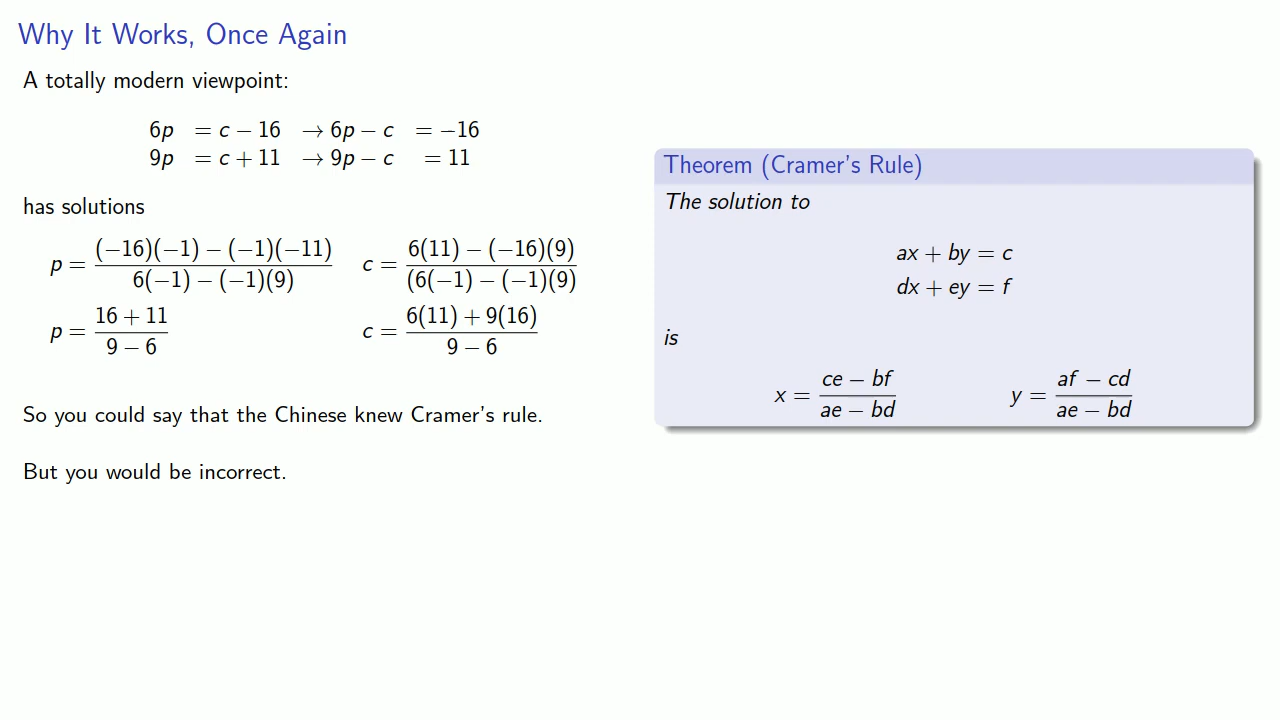 Why It Works, Once Again
A totally modern viewpoint:
6p = c − 16 → 6p − c = −16
9p = c + 11 → 9p − c = 11
has solutions
p = (−16)(−1) − (−1)(−11) / 6(−1) − (−1)(9) c = 6(11) − (−16)(9) / (6(−1) − (−1)(9)
p = 16 + 11 / 9 − 6 c = 6(11) + 9(16) / 9 − 6
So you could say that the Chinese knew Cramer's rule.
But you would be incorrect.
Theorem (Cramer's Rule)
The solution to
ax + by = c
dx + ey = f
is
x = ce − bf / ae − bd y = af − cd / ae − bd